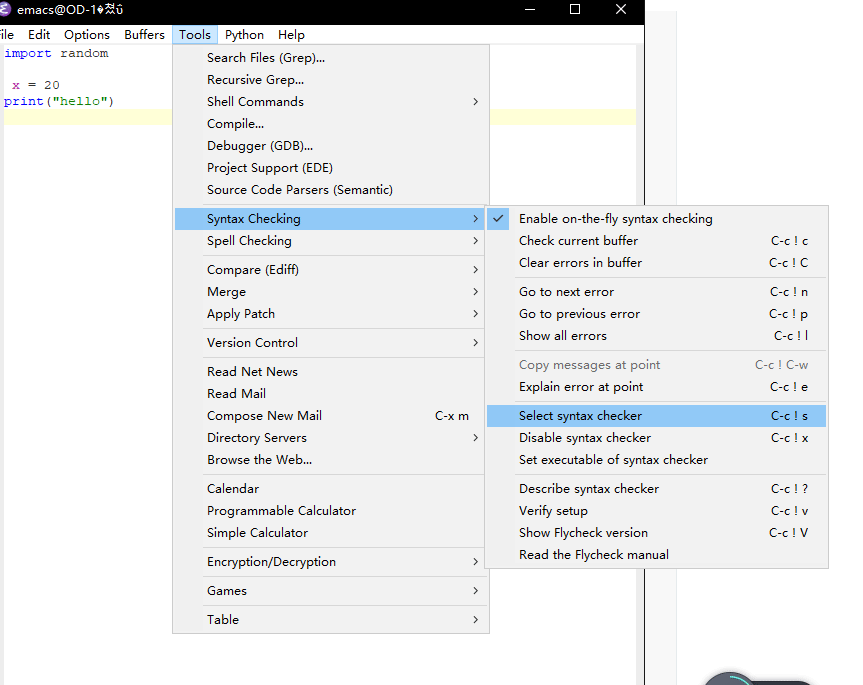 emacs@OD-1
File Edit Options Buffers Tools Python Help
import random
x = 20
print("hello")
Search Files (Grep)...
Recursive Grep...
Shell Commands
Compile...
Debugger (GDB)...
Project Support (EDE)
Source Code Parsers (Semantic)
Syntax Checking
Spell Checking
Compare (Ediff)
Merge
Apply Patch
Version Control
Read Net News
Read Mail
Compose New Mail C-x m
Directory Servers
Browse the Web...
Calendar
Programmable Calculator
Simple Calculator
Encryption/Decryption
Games
Table
Enable on-the-fly syntax checking
Check current buffer C-c ! c
Clear errors in buffer C-c ! C
Go to next error C-c ! n
Go to previous error C-c ! p
Show all errors C-c ! l
Copy messages at point C-c ! C-w
Explain error at point C-c ! e
Select syntax checker C-c ! s
Disable syntax checker C-c ! x
Set executable of syntax checker
Describe syntax checker C-c ! ?
Verify setup C-c ! v
Show Flycheck version C-c ! V
Read the Flycheck manual